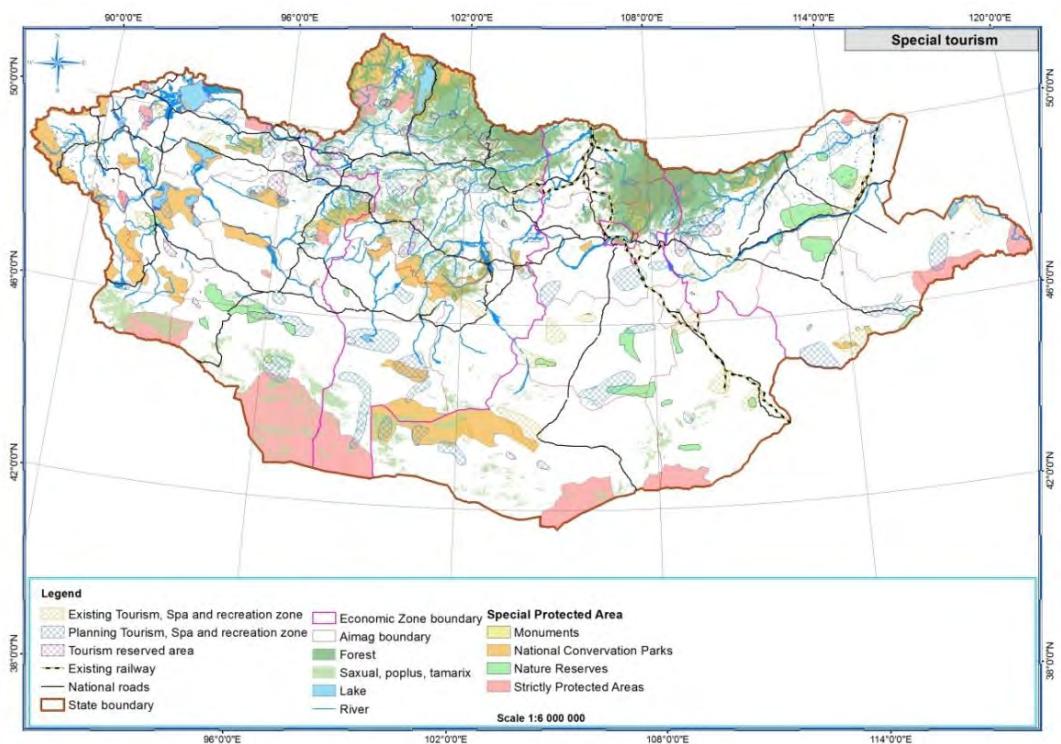 90°0'0"E 96°0'0"E 102°0'0"E 108°0'0"E 114°0'0"E 120°0'0"E
Special tourism
N
50°0'0"N
50°0'0"N
46°0'0"N
46°0'0"N
42°0'0"N
42°0'0"N
38°0'0"N
38°0'0"N
Legend
Existing Tourism, Spa and recreation zone
Planning Tourism, Spa and recreation zone
Tourism reserved area
Existing railway
National roads
State boundary
Economic Zone boundary
Aimag boundary
Forest
Saxual, poplus, tamarix
Lake
River
Special Protected Area
Monuments
National Convervation Parks
Nature Reserves
Strictly Protected Areas
Scale 1:6 000 000
96°0'0"E 102°0'0"E 108°0'0"E 114°0'0"E